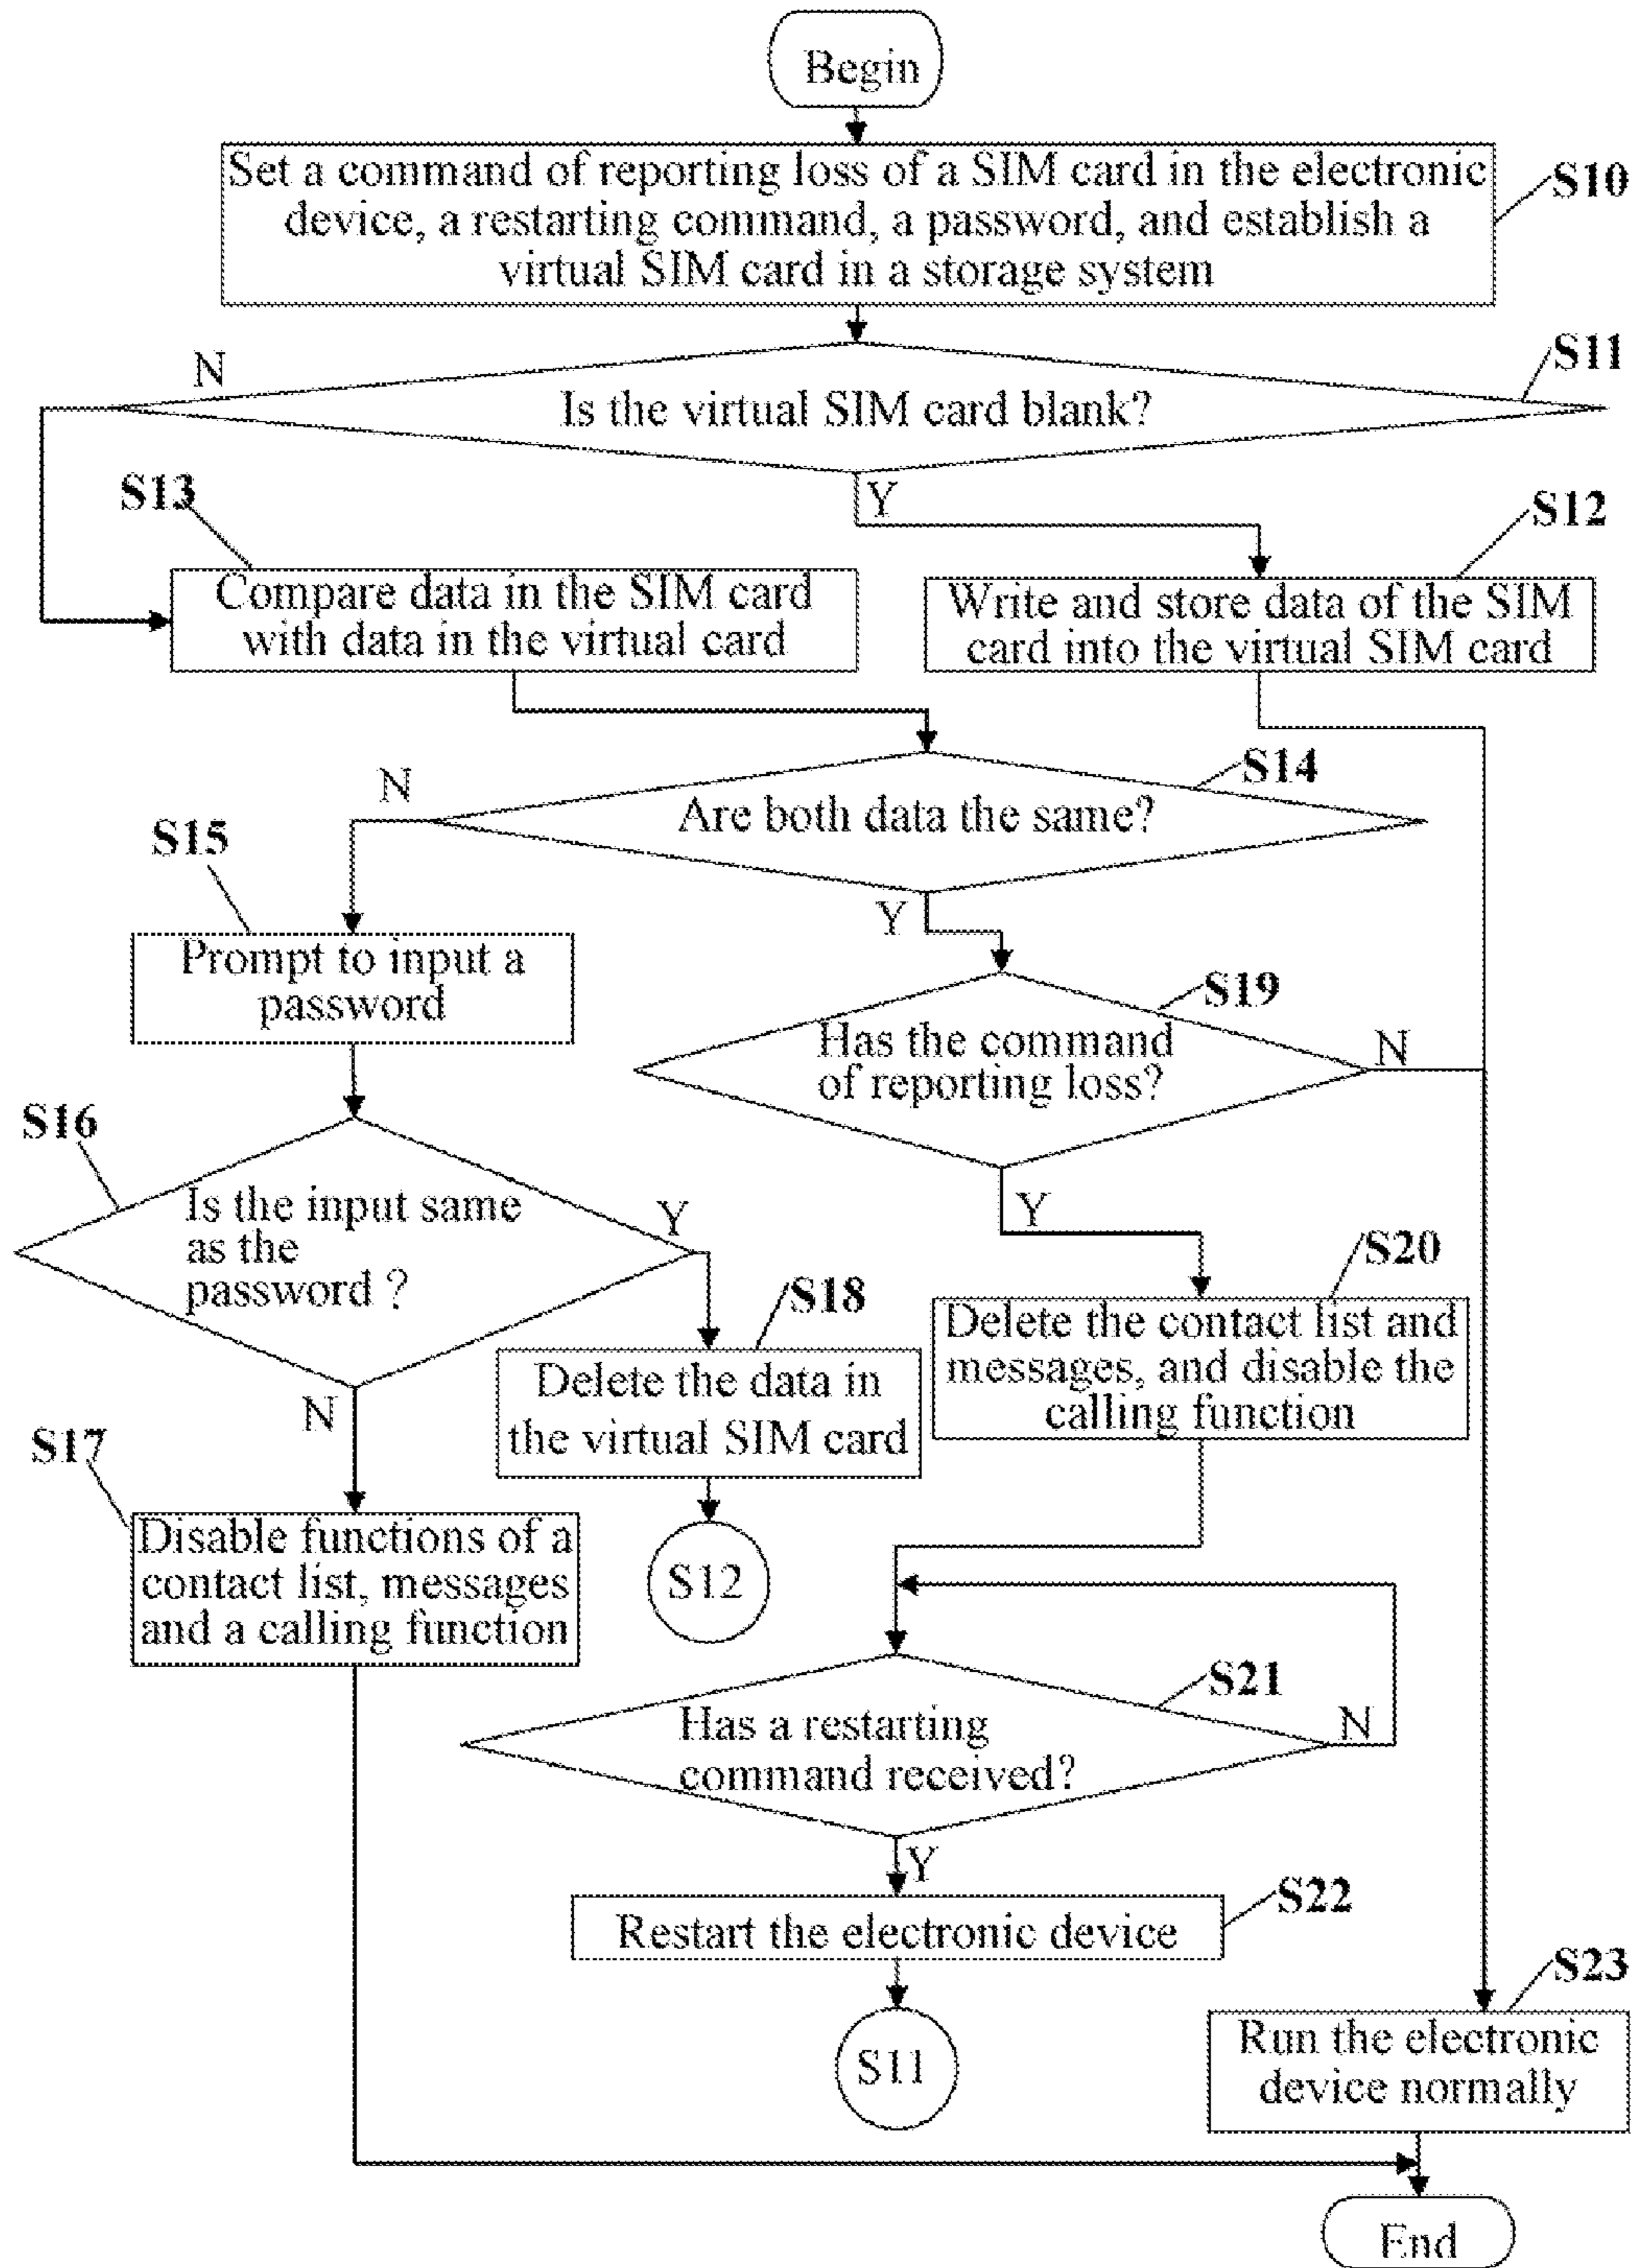 Begin
Set a command of reporting loss of a SIM card in the electronic
device, a restarting command, a password, and establish a
virtual SIM card in a storage system
S10
N
S11
Is the virtual SIM card blank?
S13
Y
S12
Compare data in the SIM card
with data in the virtual card
Write and store data of the SIM
card into the virtual SIM card
N
S14
Are both data the same?
S15
Y
Prompt to input a
password
S19
Has the command
of reporting loss?
N
S16
Is the input same
as the
password ?
Y
Y
S20
S18
Delete the contact list and
messages, and disable the
calling function
Delete the data in
the virtual SIM card
N
S17
Disable functions of a
contact list, messages
and a calling function
S12
S21
Has a restarting
command received?
N
Y
S22
Restart the electronic device
S23
S11
Run the electronic
device normally
End